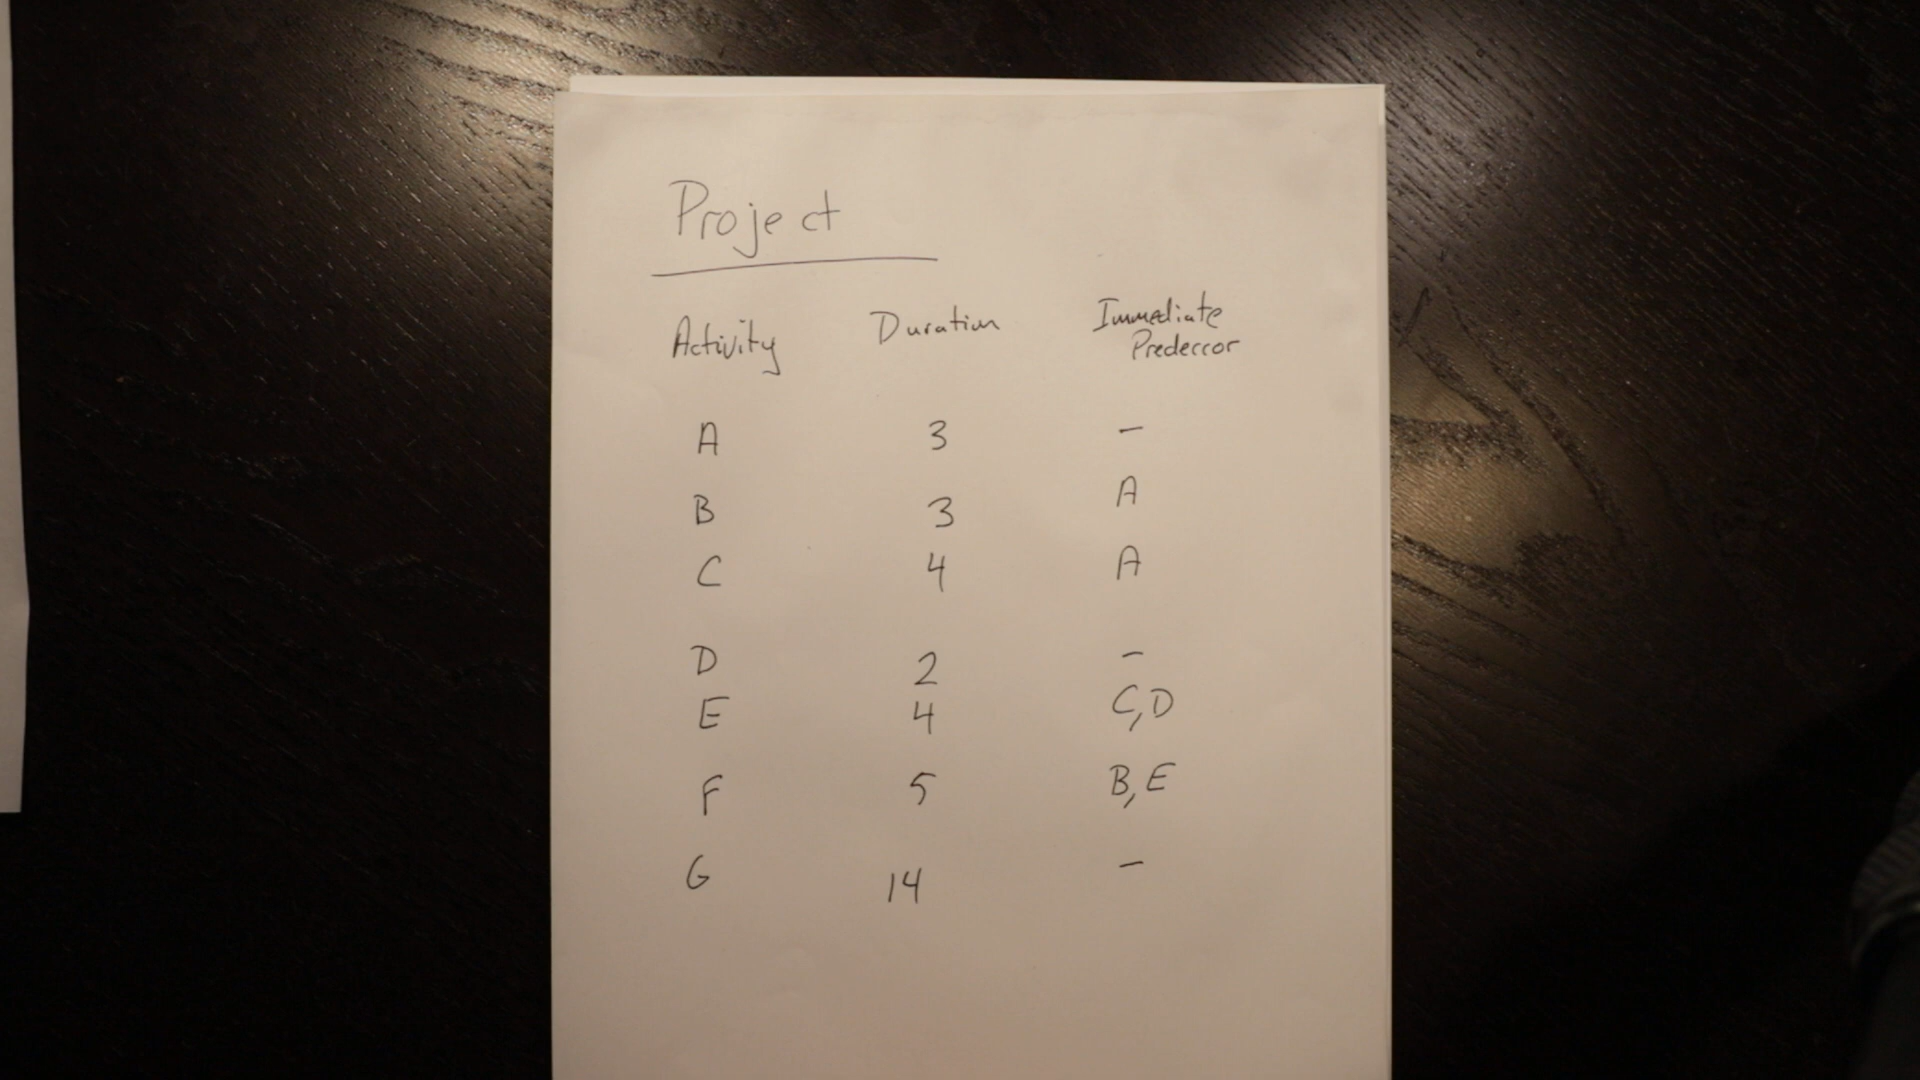 Project
Activity Duration Immediate
Predeccor
A 3 -
B 3 A
C 4 A
D 2 -
E 4 C,D
F 5 B,E
G 14 -